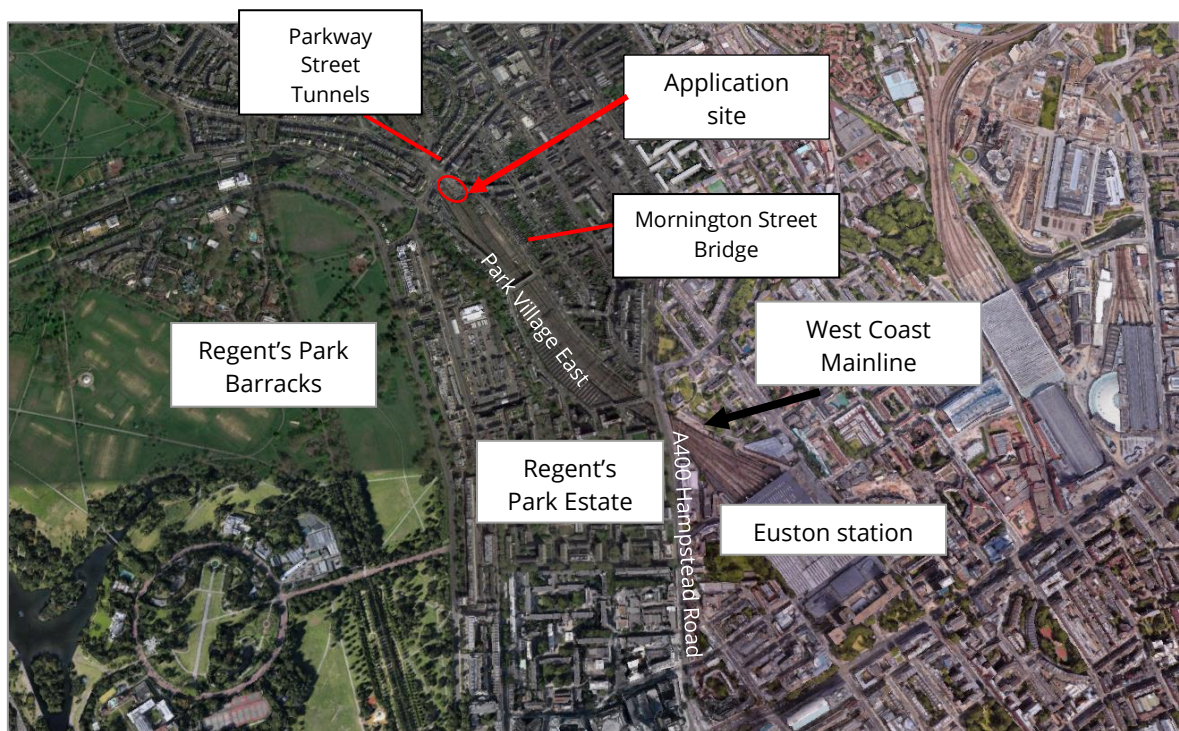 Parkway
Street
Tunnels
Application
site
Mornington Street
Bridge
Park Village East
West Coast
Mainline
Regent's Park
Barracks
Regent's
Park Estate
A400 Hampstead Road
Euston station